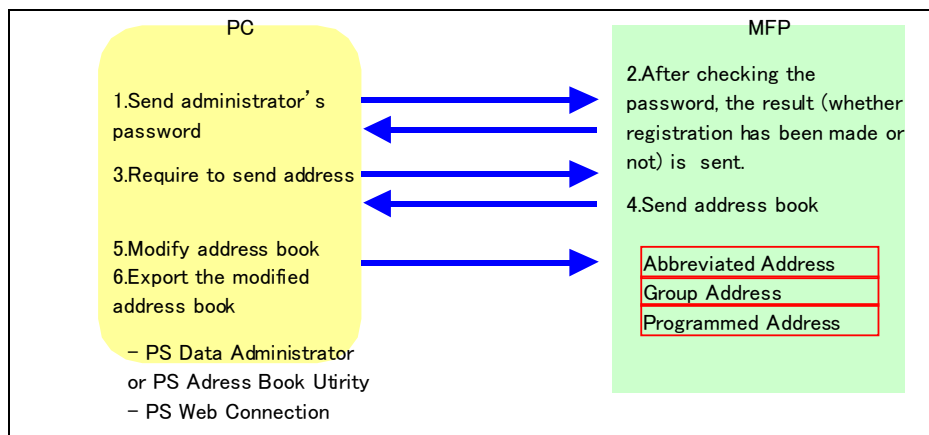 PC
1.Send administrator's
password
3.Require to send address
5.Modify address book
6.Export the modified
address book
- PS Data Administrator
or PS Adress Book Utirity
- PS Web Connection
MFP
2.After checking the
password, the result (whether
registration has been made or
not) is sent.
4.Send address book
Abbreviated Address
Group Address
Programmed Address